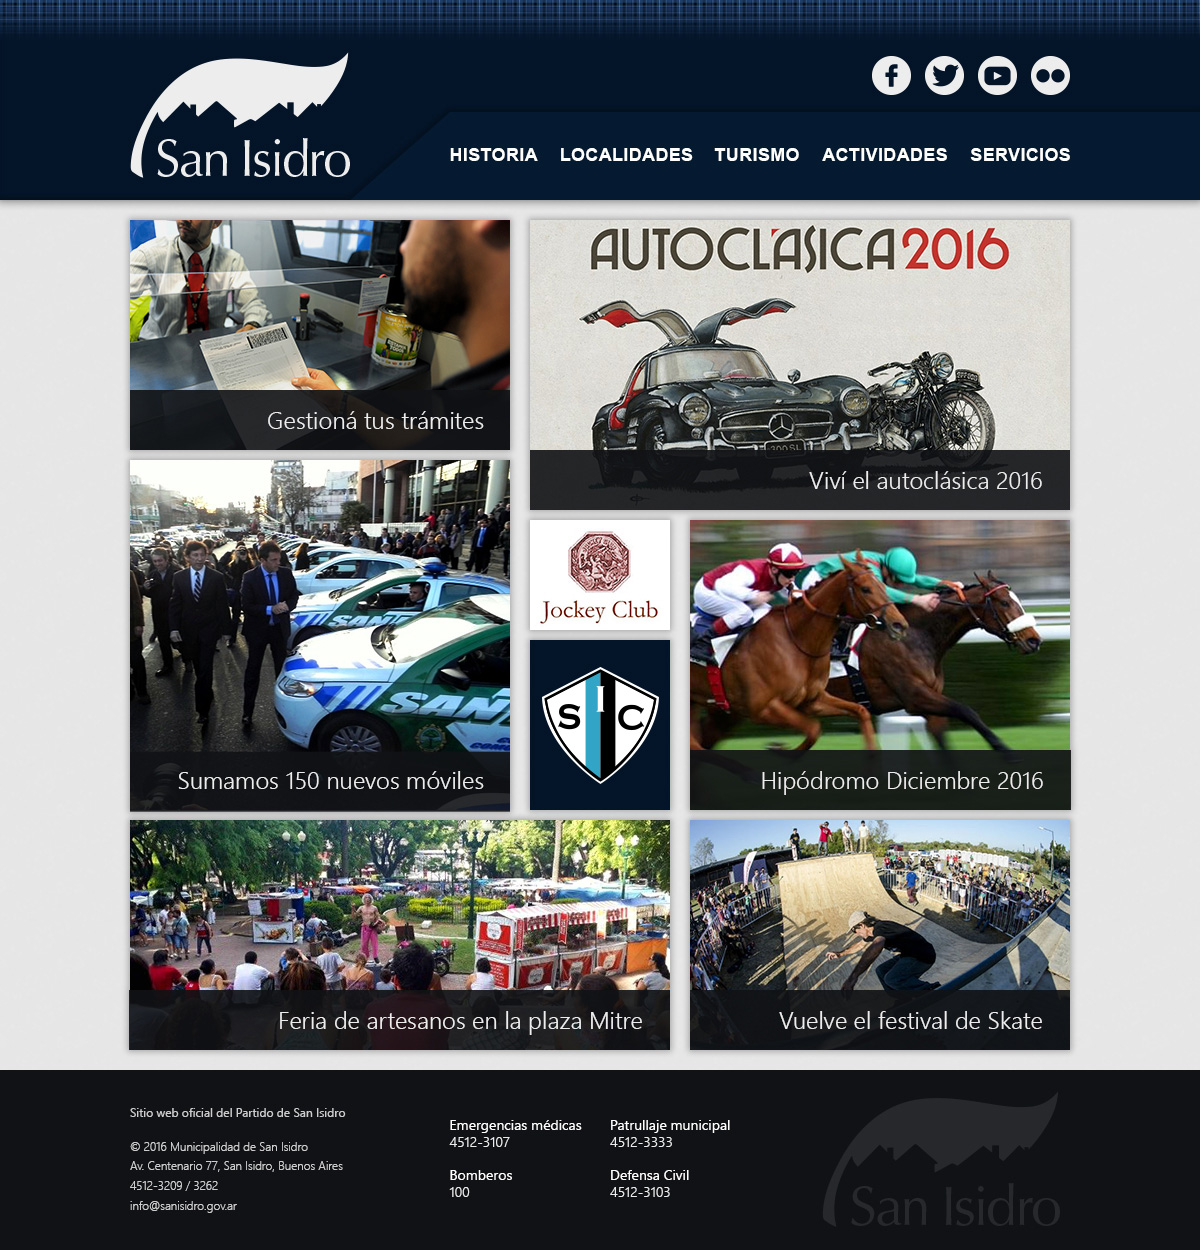 San Isidro
HISTORIA LOCALIDADES TURISMO ACTIVIDADES SERVICIOS
Gestioná tus trámites
AUTOCLÁSICA 2016
300 SL
Viví el autoclásica 2016
SANT
SANT
Sumamos 150 nuevos móviles
Jockey Club
SIC
Hipódromo Diciembre 2016
Feria de artesanos en la plaza Mitre
Vuelve el festival de Skate
Sitio web oficial del Partido de San Isidro
© 2016 Municipalidad de San Isidro
Av. Centenario 77, San Isidro, Buenos Aires
4512-3209 / 3262
info@sanisidro.gov.ar
Emergencias médicas
4512-3107
Bomberos
100
Patrullaje municipal
4512-3333
Defensa Civil
4512-3103
San Isidro